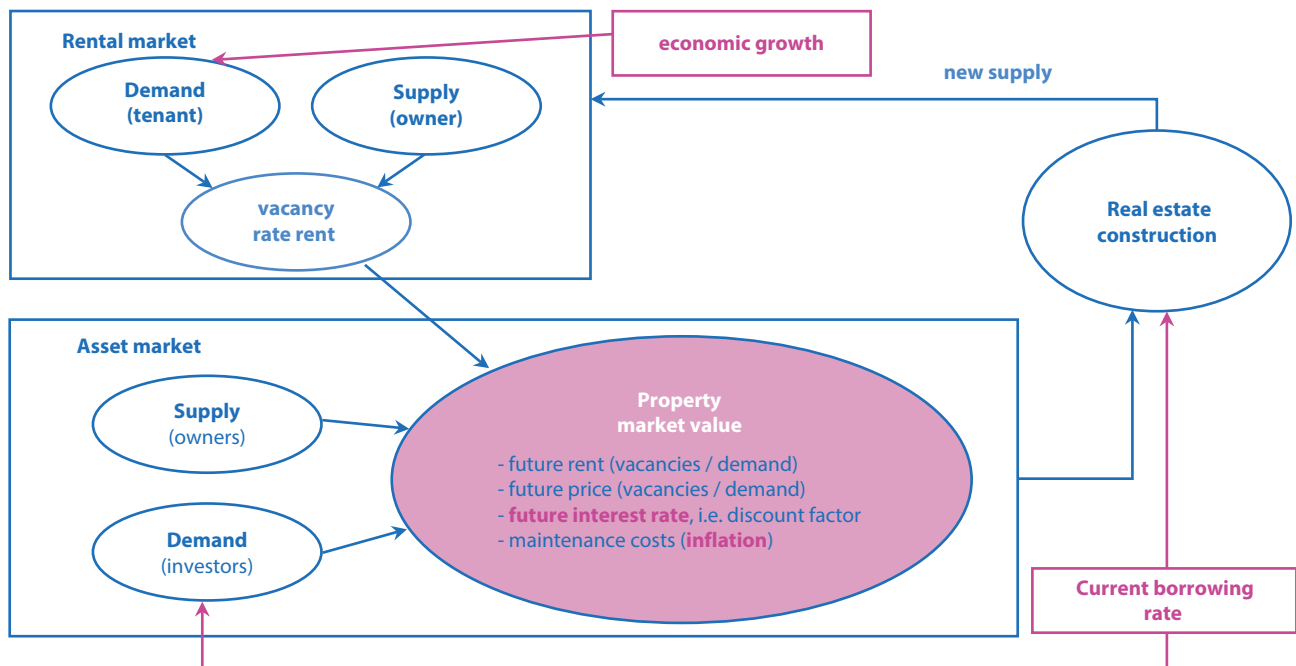 Rental market
economic growth
Demand
(tenant)
Supply
(owner)
new supply
vacancy
rate rent
Real estate
construction
Asset market
Supply
(owners)
Demand
(investors)
Property
market value
- future rent (vacancies / demand)
- future price (vacancies / demand)
- future interest rate, i.e. discount factor
- maintenance costs (inflation)
Current borrowing
rate